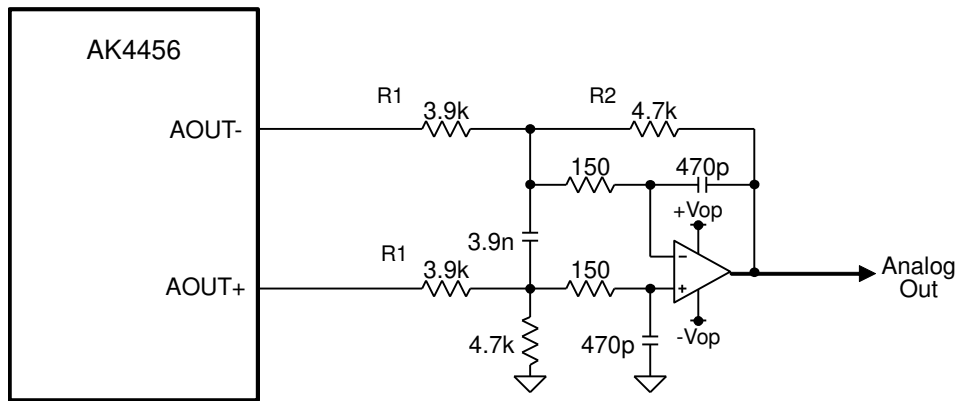 AK4456
R1
3.9k
R2
4.7k
AOUT-
150
470p
+Vop
3.9n
R1
3.9k
150
−
+
AOUT+
Analog
Out
4.7k
470p
-Vop